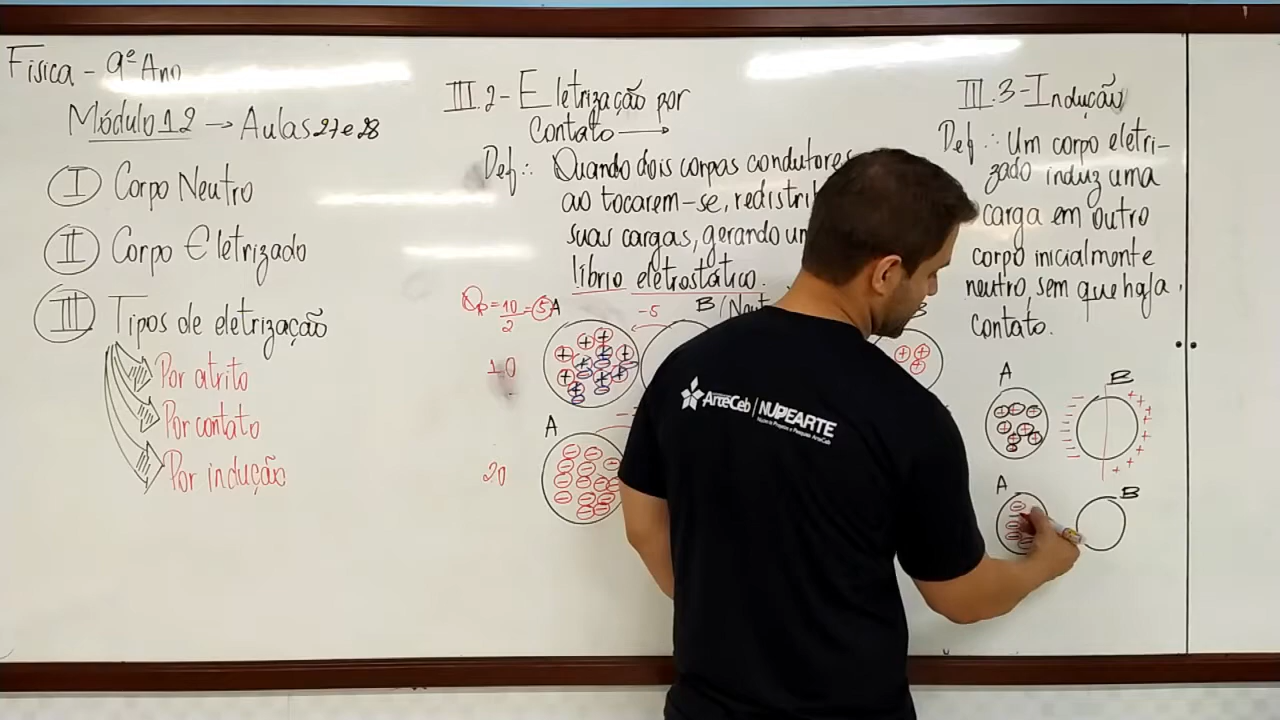 Física - 9º Ano
Módulo 12 → Aulas 27 e 28
I Corpo Neutro
II Corpo Eletrizado
III Tipos de eletrização
Por atrito
Por contato
Por indução
III.2 - Eletrização por
Contato →
Def ∴ Quando dois corpos condutores
ao tocarem-se, redistri
suas cargas, gerando um
líbrio eletrostático.
QR = 10/2 = 5
A
-5
B (Neut
10
A
20
III.3 - Indução
Def ∴ Um corpo eletri-
zado induz uma
carga em outro
corpo inicialmente
neutro, sem que haja
contato.
A B
A B
ArteCeb | NUPEARTE